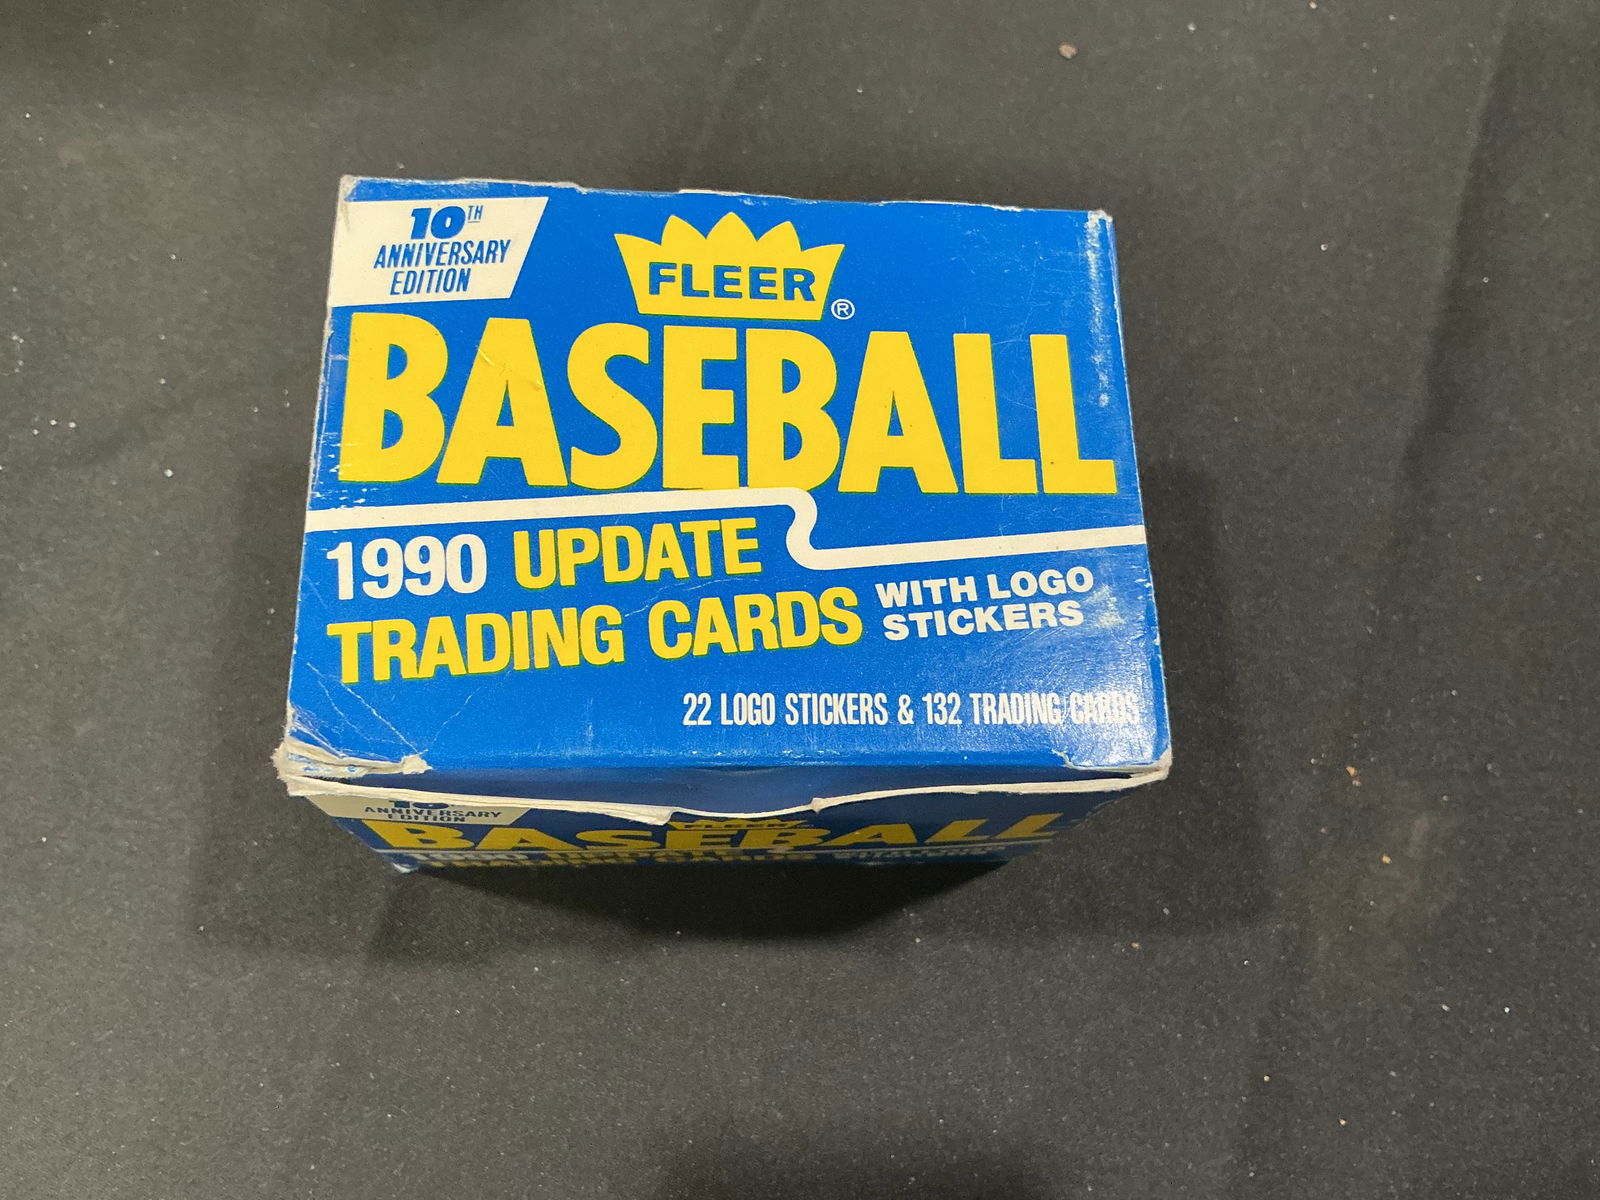 10TH
ANNIVERSARY
EDITION
FLEER®
BASEBALL
1990 UPDATE
TRADING CARDS
WITH LOGO
STICKERS
22 LOGO STICKERS & 132 TRADING CARDS
10
ANNIVERSARY
EDITION
BASEBALL